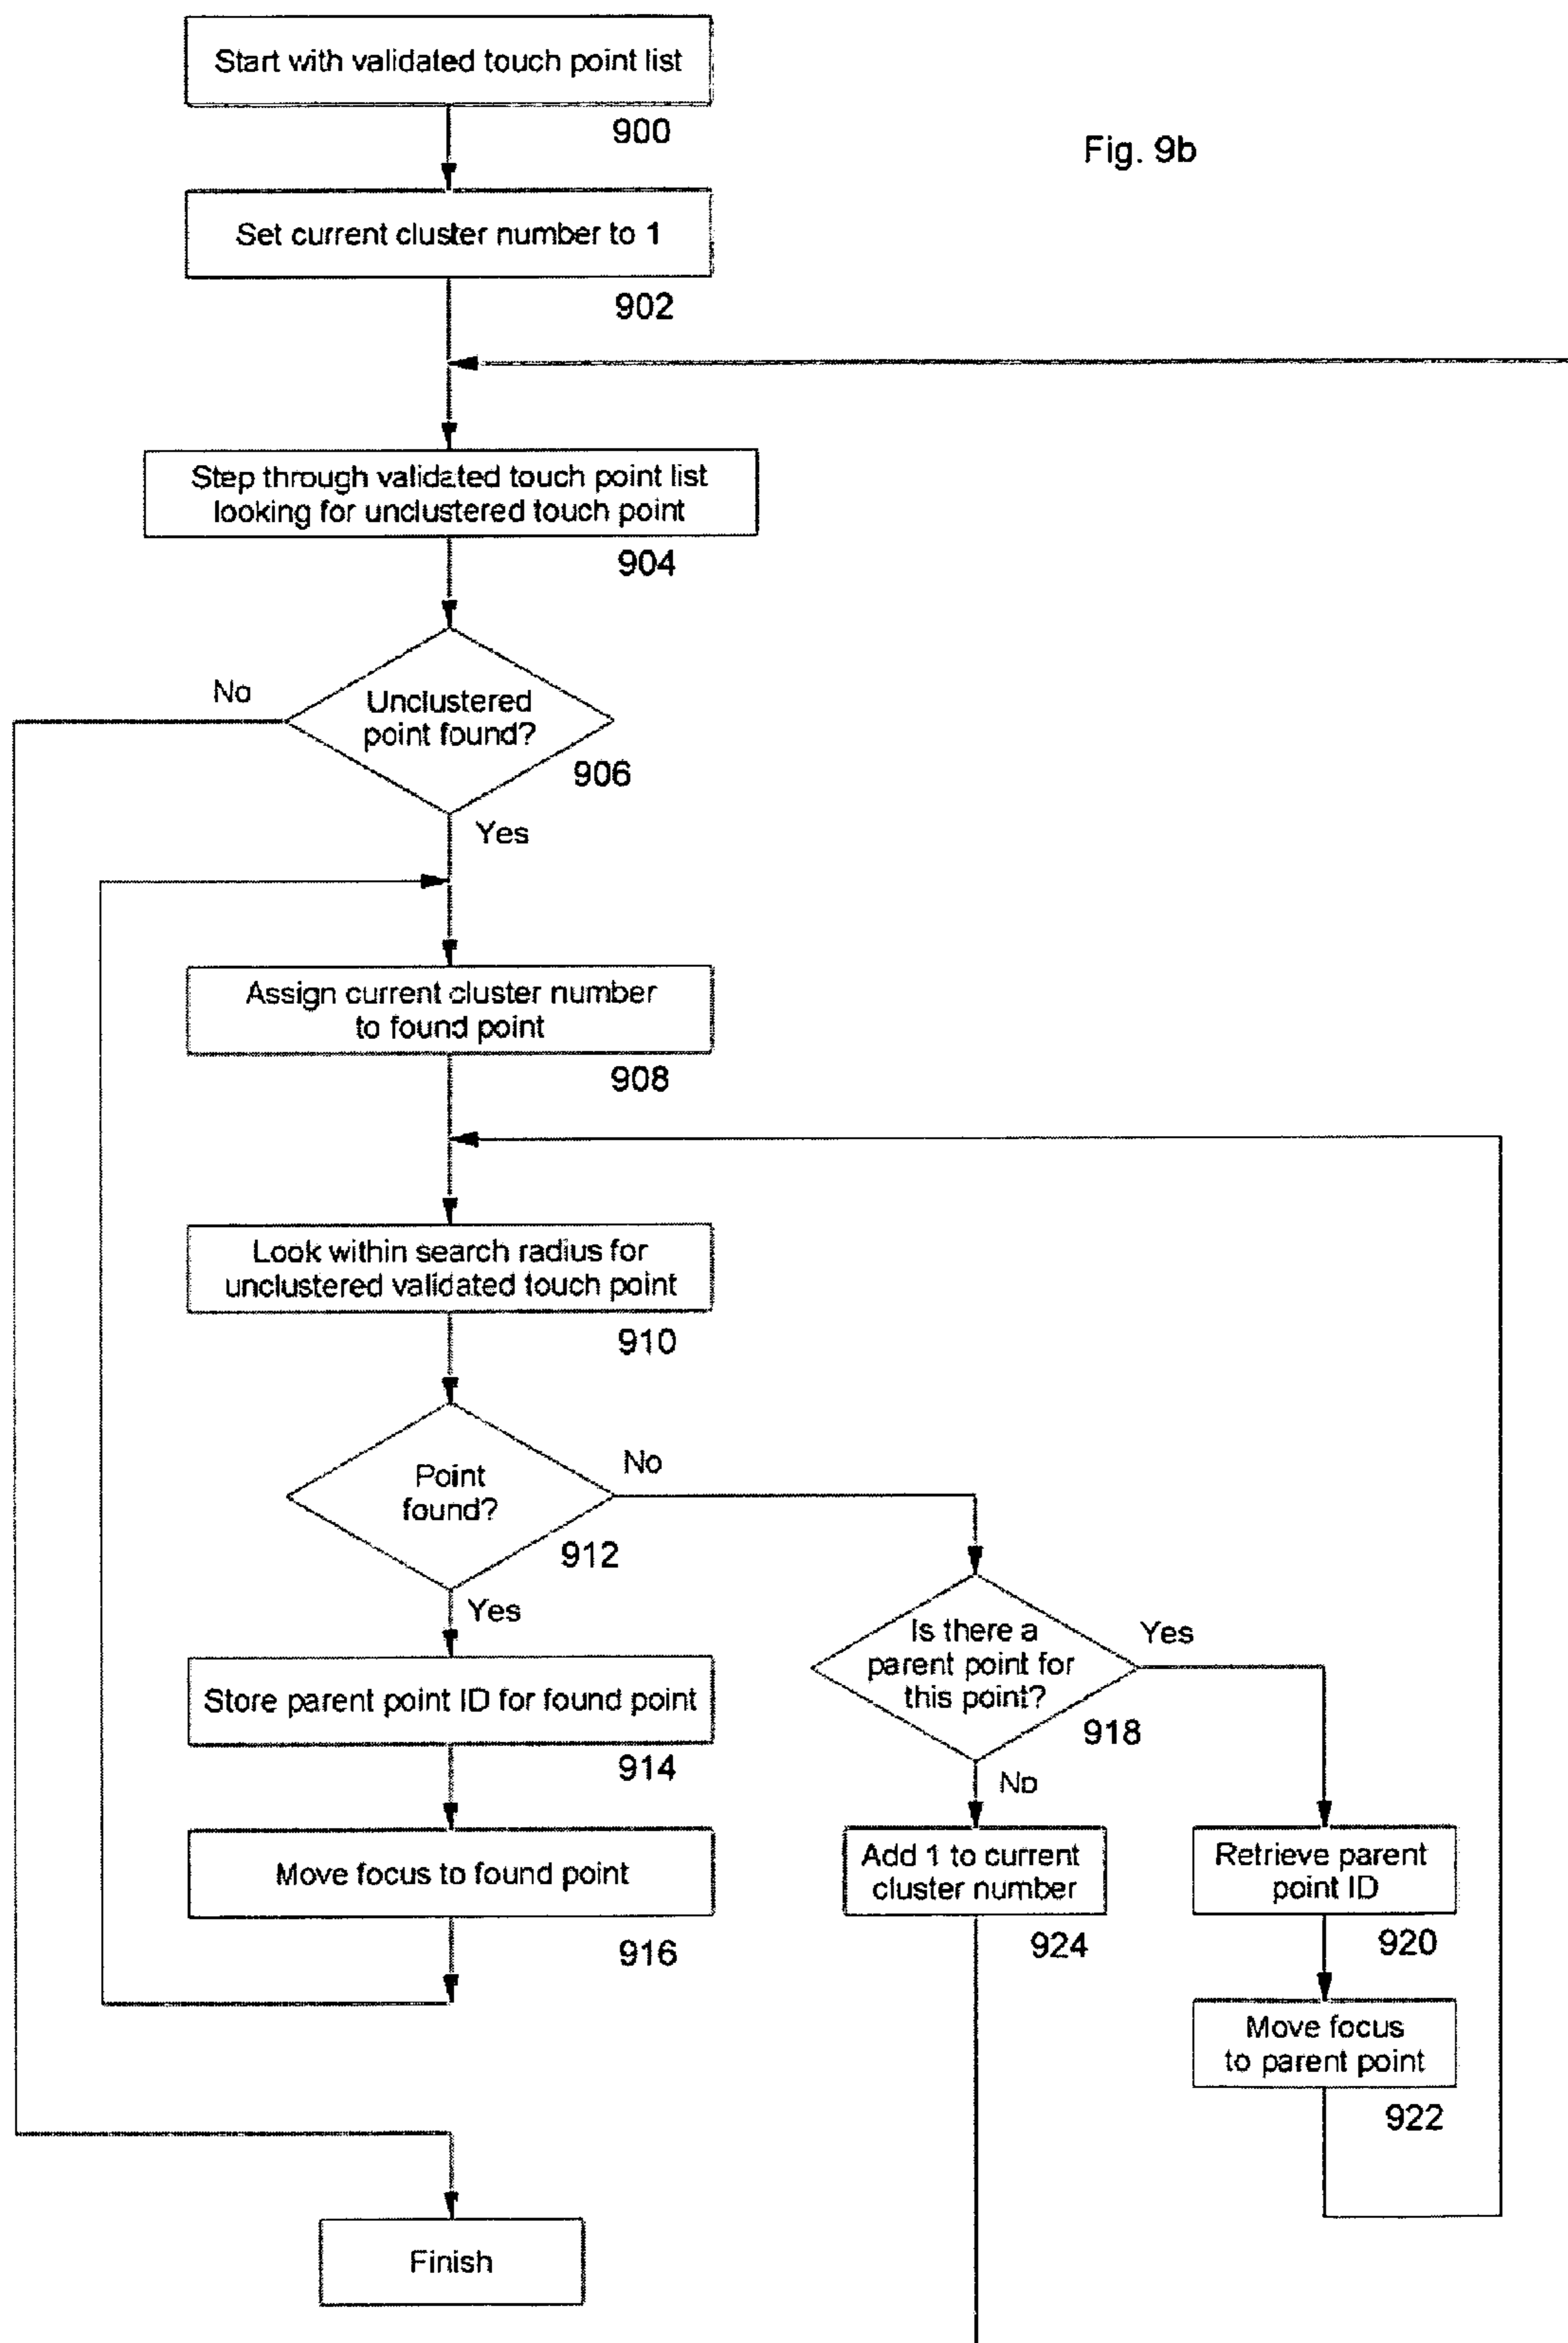 Start with validated touch point list
900
Fig. 9b
Set current cluster number to 1
902
Step through validated touch point list
looking for unclustered touch point
904
No
Unclustered
point found?
906
Yes
Assign current cluster number
to found point
908
Look within search radius for
unclustered validated touch point
910
Point
found?
No
912
Yes
Is there a
parent point for
this point?
Yes
918
No
Store parent point ID for found point
914
Move focus to found point
916
Add 1 to current
cluster number
924
Retrieve parent
point ID
920
Move focus
to parent point
922
Finish